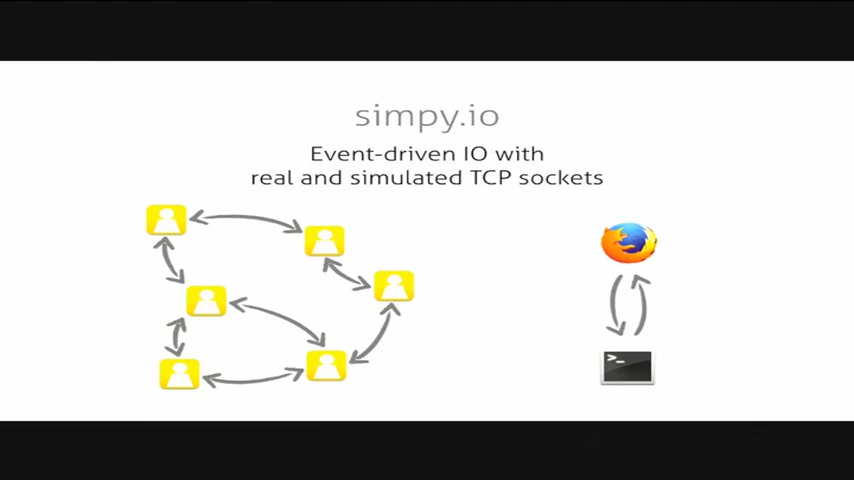 simpy.io
Event-driven IO with
real and simulated TCP sockets
>_